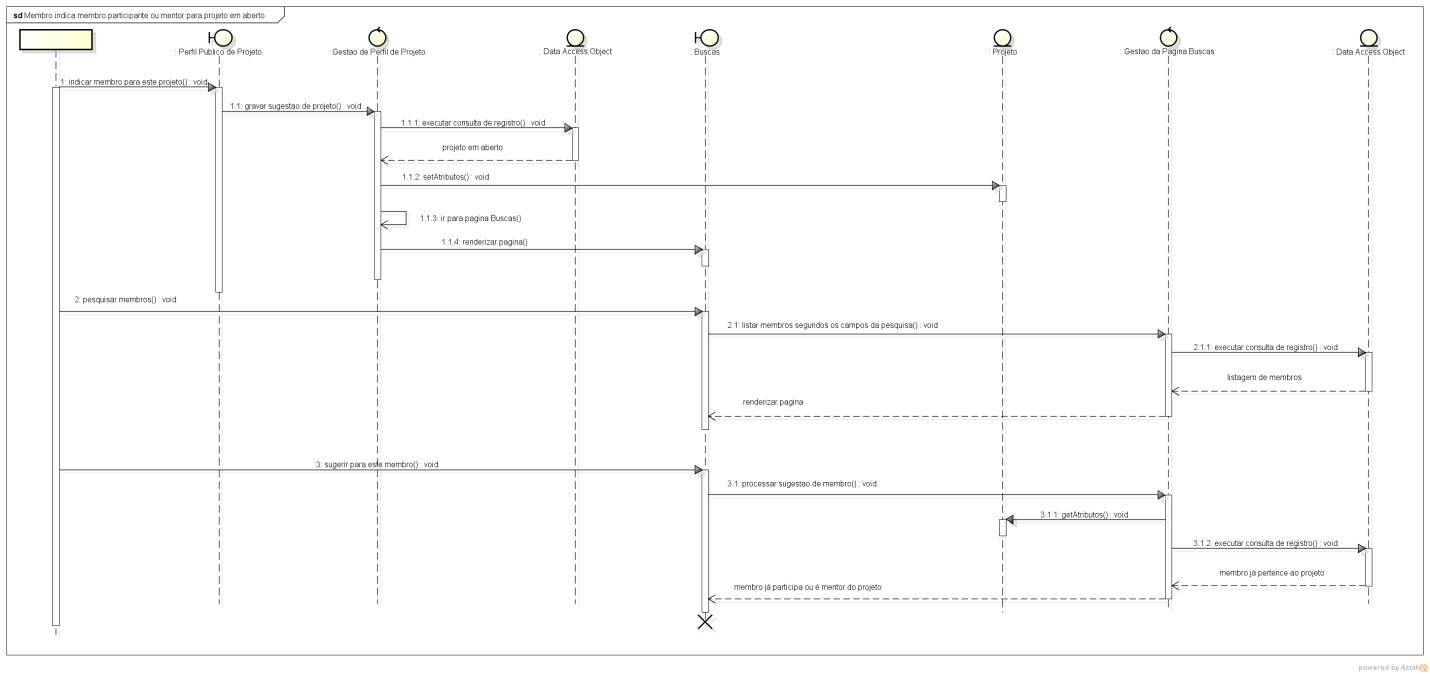 sd Membro indica membro participante ou mentor para projeto em aberto
: Perfil Público de Projeto
: Gestao de Perfil de Projeto
: Data Access Object
: Buscas
: Projeto
: Gestao da Pagina Buscas
: Data Access Object
1: indicar membro para este projeto() : void
1.1: gravar sugestao de projeto() : void
1.1.1: executar consulta de registro() : void
projeto em aberto
1.1.2: setAtributos() : void
1.1.3: ir para pagina Buscas()
1.1.4: renderizar pagina()
2: pesquisar membros() : void
2.1: listar membros segundos os campos da pesquisa() : void
2.1.1: executar consulta de registro() : void
listagem de membros
renderizar pagina
3: sugerir para este membro() : void
3.1: processar sugestao de membro() : void
3.1.1: getAtributos() : void
3.1.2: executar consulta de registro() : void
membro já pertence ao projeto
membro já participa ou é mentor do projeto
powered by Astah